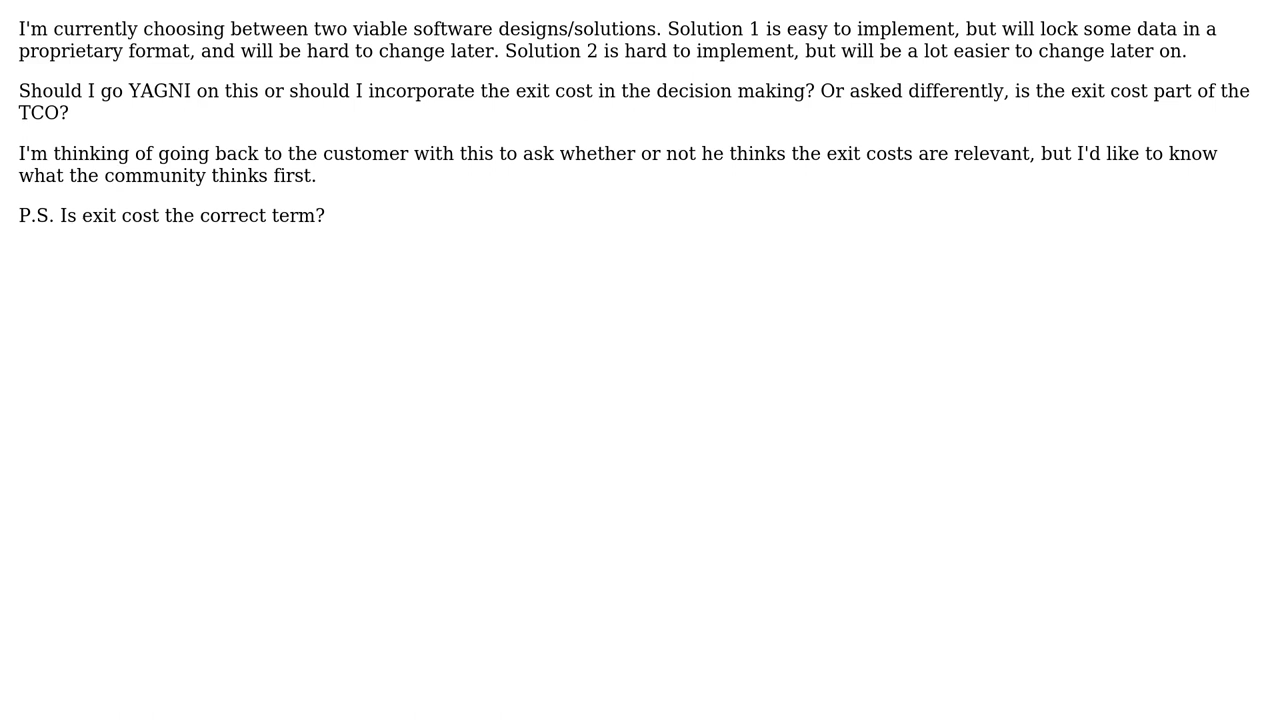 I'm currently choosing between two viable software designs/solutions. Solution 1 is easy to implement, but will lock some data in a
proprietary format, and will be hard to change later. Solution 2 is hard to implement, but will be a lot easier to change later on.
Should I go YAGNI on this or should I incorporate the exit cost in the decision making? Or asked differently, is the exit cost part of the
TCO?
I'm thinking of going back to the customer with this to ask whether or not he thinks the exit costs are relevant, but I'd like to know
what the community thinks first.
P.S. Is exit cost the correct term?